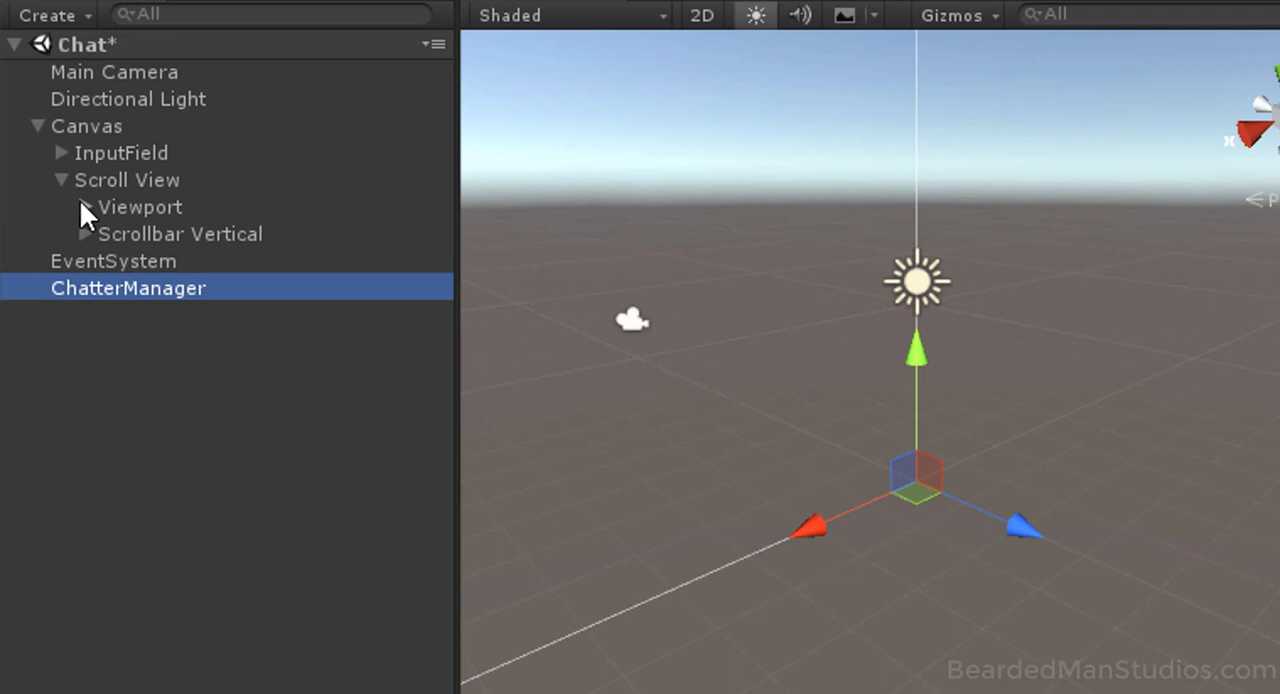 Create
All
Shaded
2D
Gizmos
All
Chat*
Main Camera
Directional Light
Canvas
InputField
Scroll View
Viewport
Scrollbar Vertical
EventSystem
ChatterManager
x
P
BeardedManStudios.com